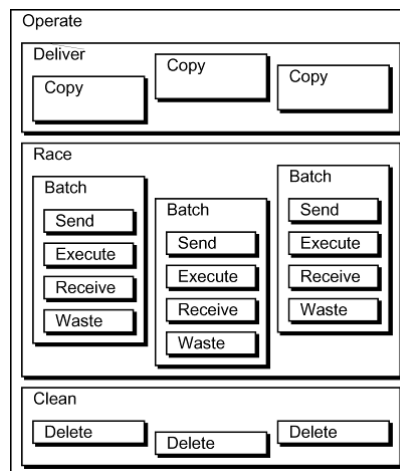 Operate
Deliver
Copy
Copy
Copy
Race
Batch
Send
Execute
Receive
Waste
Batch
Send
Execute
Receive
Waste
Batch
Send
Execute
Receive
Waste
Clean
Delete
Delete
Delete